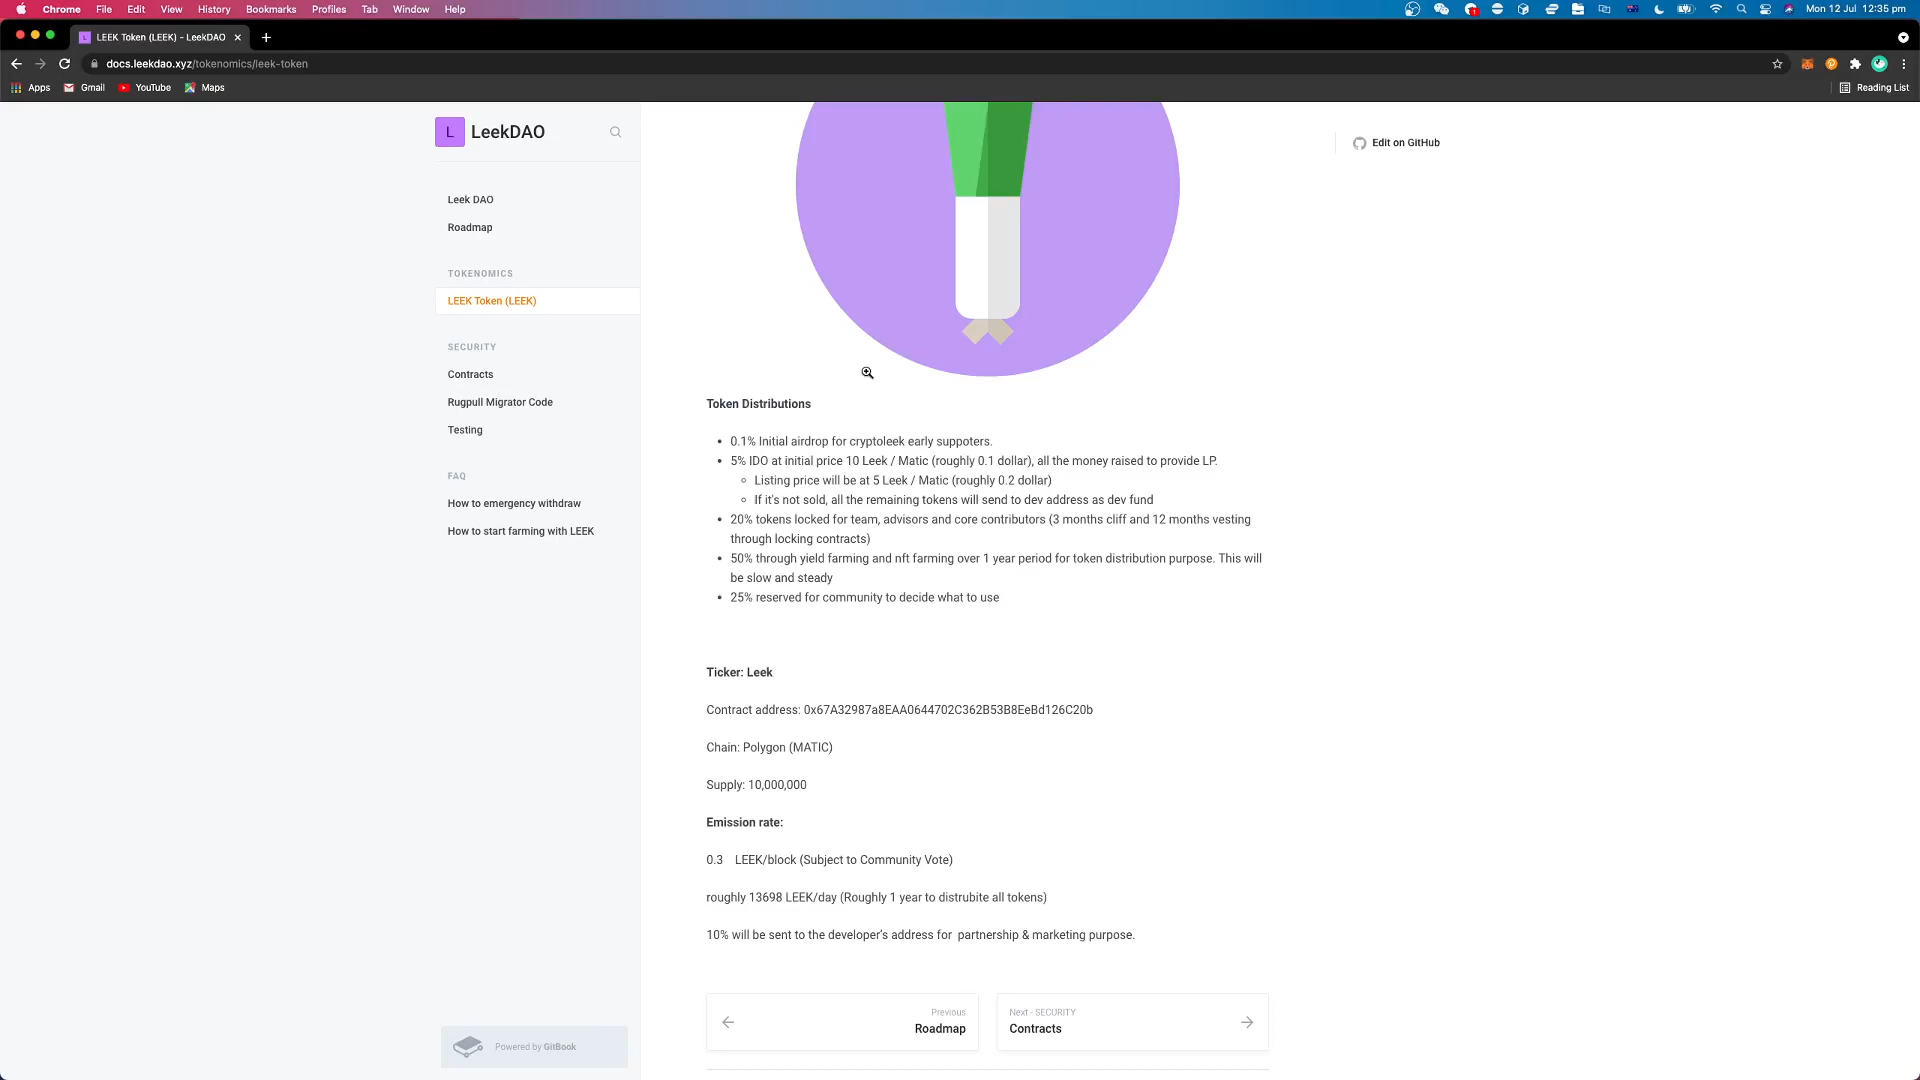 Chrome File Edit View History Bookmarks Profiles Tab Window Help
Mon 12 Jul 12:35 pm
LEEK Token (LEEK) - LeekDAO
docs.leekdao.xyz/tokenomics/leek-token
Apps Gmail YouTube Maps
Reading List
L LeekDAO
Edit on GitHub
Leek DAO
Roadmap
TOKENOMICS
LEEK Token (LEEK)
SECURITY
Contracts
Rugpull Migrator Code
Testing
FAQ
How to emergency withdraw
How to start farming with LEEK
Powered by GitBook
Token Distributions
0.1% Initial airdrop for cryptoleek early suppoters.
5% IDO at initial price 10 Leek / Matic (roughly 0.1 dollar), all the money raised to provide LP.
Listing price will be at 5 Leek / Matic (roughly 0.2 dollar)
If it's not sold, all the remaining tokens will send to dev address as dev fund
20% tokens locked for team, advisors and core contributors (3 months cliff and 12 months vesting
through locking contracts)
50% through yield farming and nft farming over 1 year period for token distribution purpose. This will
be slow and steady
25% reserved for community to decide what to use
Ticker: Leek
Contract address: 0x67A32987a8EAA0644702C362B53B8EeBd126C20b
Chain: Polygon (MATIC)
Supply: 10,000,000
Emission rate:
0.3 LEEK/block (Subject to Community Vote)
roughly 13698 LEEK/day (Roughly 1 year to distrubite all tokens)
10% will be sent to the developer's address for partnership & marketing purpose.
Previous
Roadmap
Next - SECURITY
Contracts